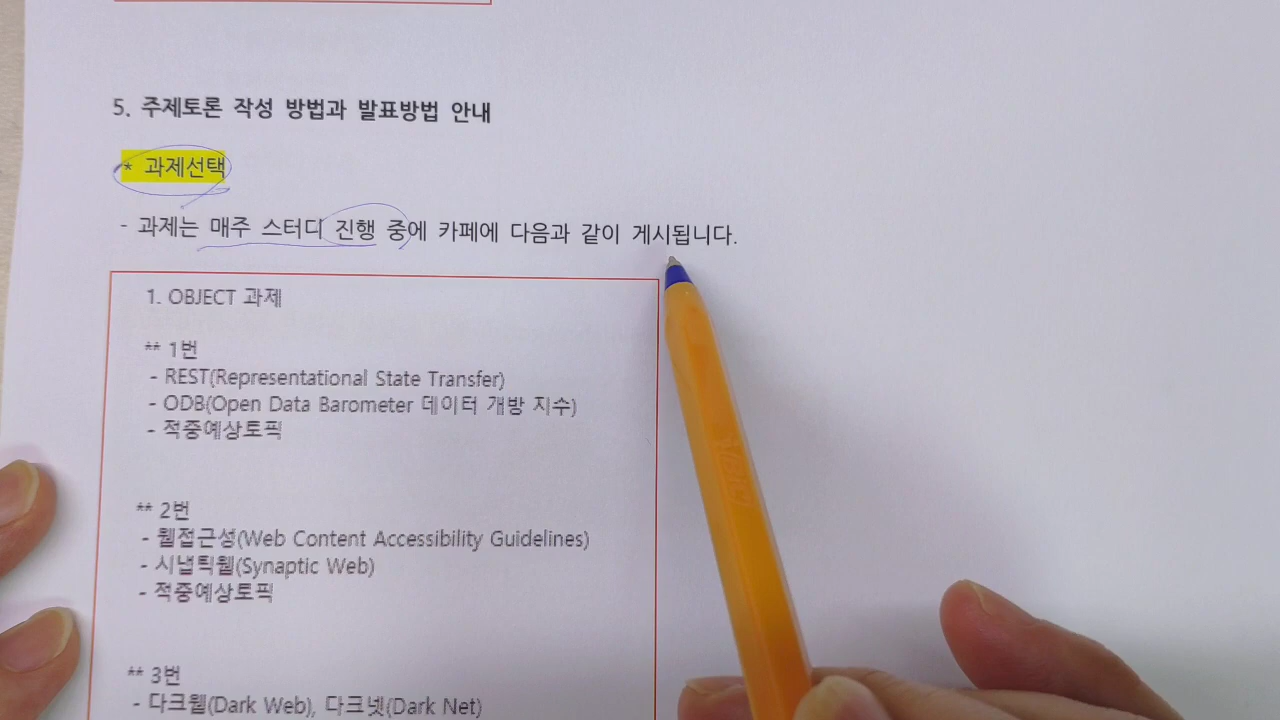 5. 주제토론 작성 방법과 발표방법 안내
* 과제선택
- 과제는 매주 스터디 진행 중에 카페에 다음과 같이 게시됩니다.
1. OBJECT 과제
** 1번
- REST(Representational State Transfer)
- ODB(Open Data Barometer 데이터 개방 지수)
- 적중예상토픽
** 2번
- 웹접근성(Web Content Accessibility Guidelines)
- 시냅틱웹(Synaptic Web)
- 적중예상토픽
** 3번
- 다크웹(Dark Web), 다크넷(Dark Net)